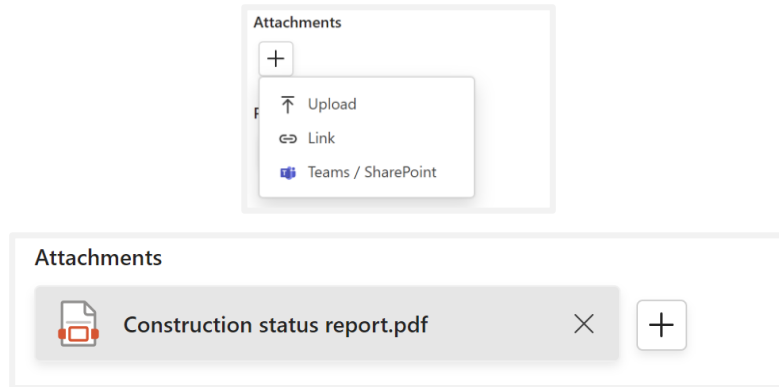 Attachments
Upload
Link
Teams / SharePoint
Attachments
Construction status report.pdf